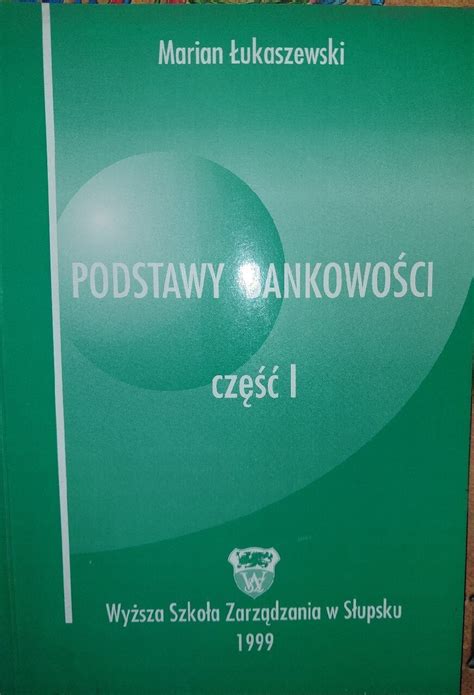 Marian Łukaszewski
PODSTAWY BANKOWOŚCI
część I
Wyższa Szkoła Zarządzania w Słupsku
1999